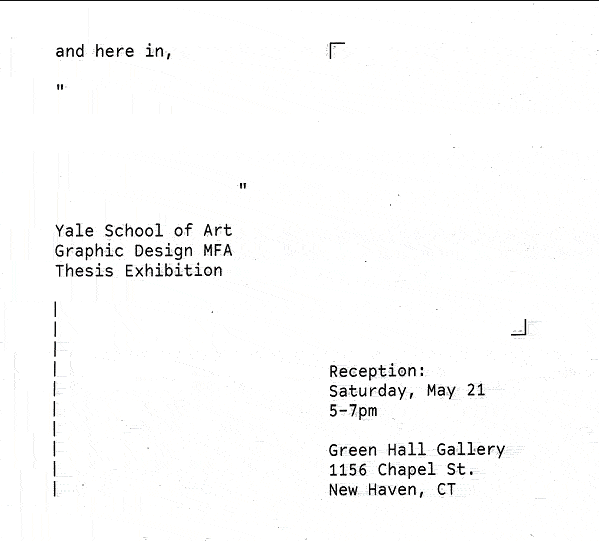 and here in,
"
"
Yale School of Art
Graphic Design MFA
Thesis Exhibition
Reception:
Saturday, May 21
5-7pm
Green Hall Gallery
1156 Chapel St.
New Haven, CT